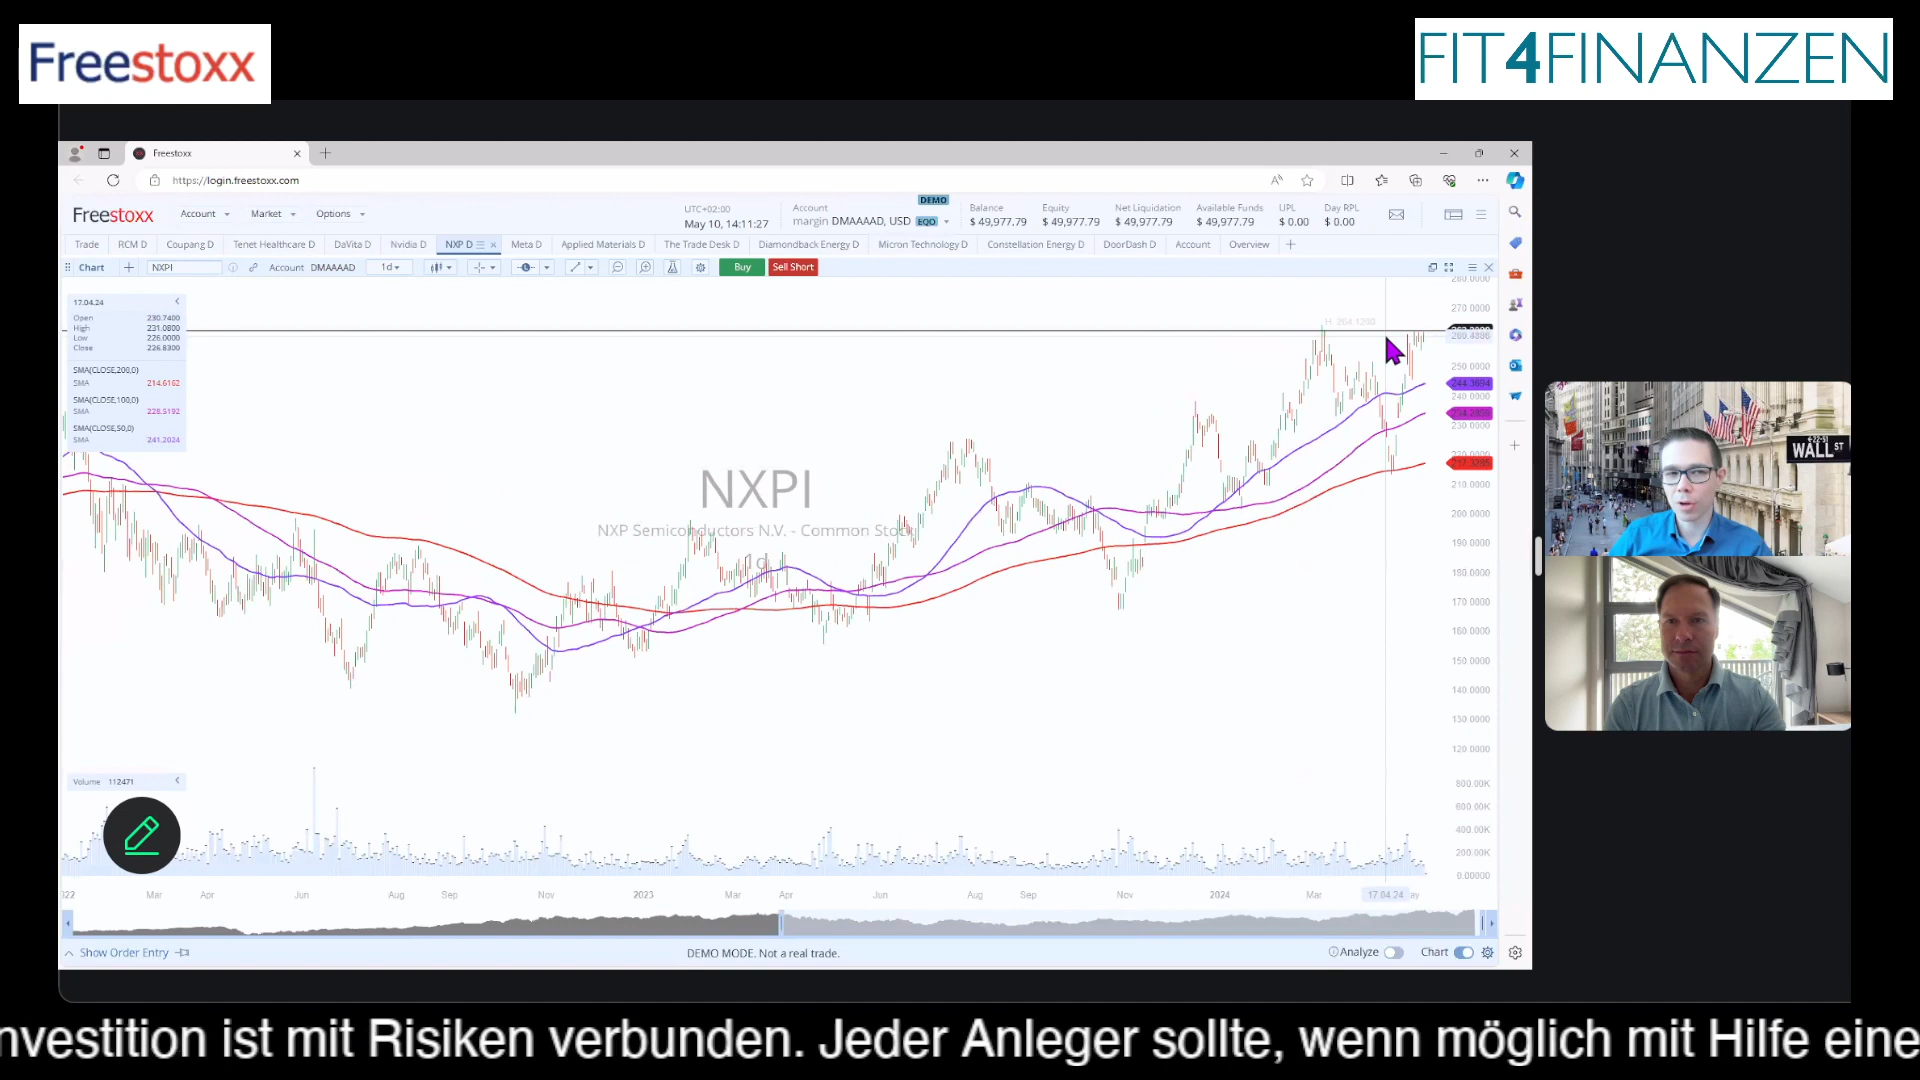 Freestoxx
FIT4FINANZEN
Freestoxx
https://login.freestoxx.com
Freestoxx
Account
Market
Options
UTC+02:00
May 10, 14:11:27
Account
margin DMAAAAD, USD EQO
DEMO
Balance
$ 49,977.79
Equity
$ 49,977.79
Net Liquidation
$ 49,977.79
Available Funds
$ 49,977.79
UPL
$ 0.00
Day RPL
$ 0.00
Trade RCM D Coupang D Tenet Healthcare D DaVita D Nvidia D NXP D Meta D Applied Materials D The Trade Desk D Diamondback Energy D Micron Technology D Constellation Energy D DoorDash D Account Overview
Chart NXPI Account DMAAAAD 1d Buy Sell Short
17.04.24
Open 230.7400
High 231.0800
Low 226.0000
Close 226.8300
SMA(CLOSE,200,0)
SMA 214.6162
SMA(CLOSE,100,0)
SMA 228.5192
SMA(CLOSE,50,0)
SMA 241.2024
H: 264.1200
280.0000
270.0000
250.0000
244.3694
240.0000
230.0000
220.0000
210.0000
200.0000
190.0000
180.0000
170.0000
160.0000
150.0000
140.0000
130.0000
120.0000
NXPI
NXP Semiconductors N.V. - Common Stock
1d
WALL ST
Volume 112471
800.00K
600.00K
400.00K
200.00K
0.00000
Mar Apr Jun Aug Sep Nov 2023 Mar Apr Jun Aug Sep Nov 2024 Mar 17.04.24
Show Order Entry
DEMO MODE. Not a real trade.
Analyze
Chart
nvestition ist mit Risiken verbunden. Jeder Anleger sollte, wenn möglich mit Hilfe eine